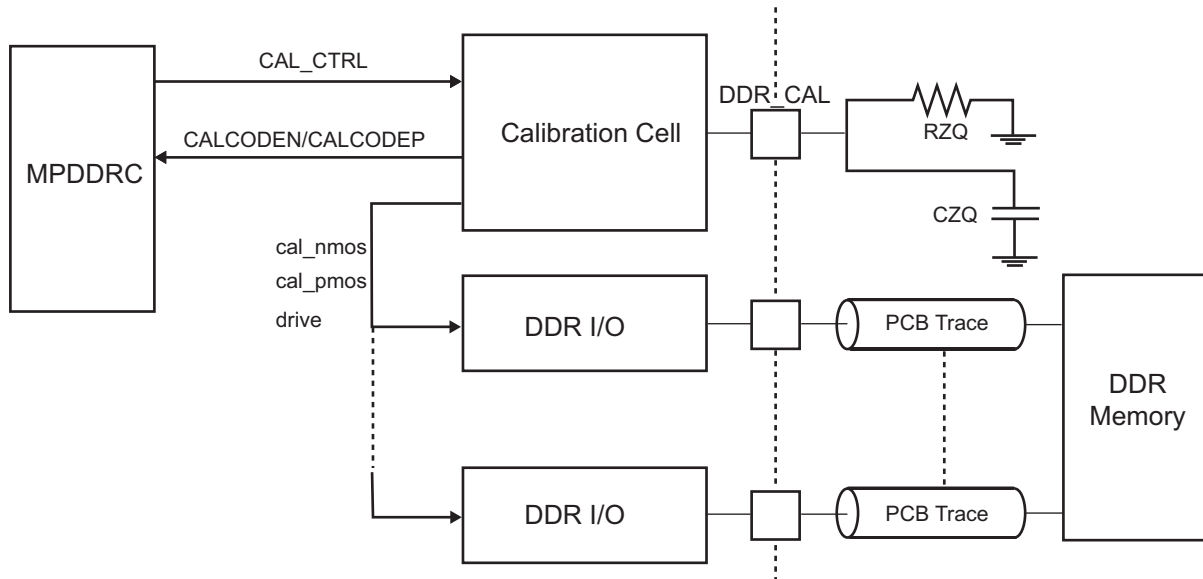 CAL_CTRL
DDR_CAL
RZQ
Calibration Cell
CALCODEN/CALCODEP
MPDDRC
CZQ
cal_nmos
cal_pmos
drive
DDR I/O
PCB Trace
DDR
Memory
DDR I/O
PCB Trace